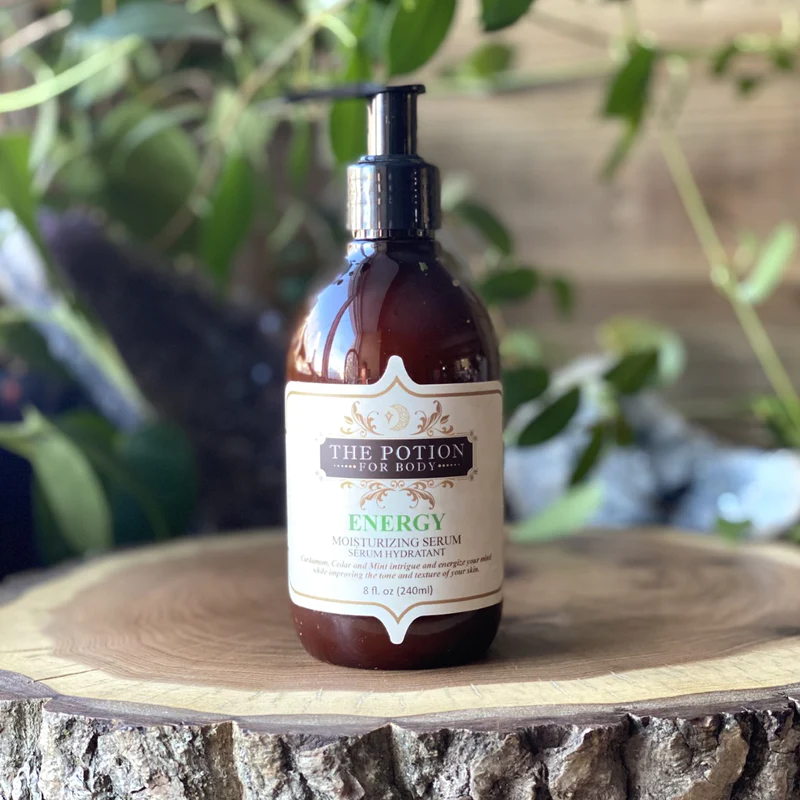 THE POTION
FOR BODY
ENERGY
MOISTURIZING SERUM
SERUM HYDRATANT
Cardamom, Cedar and Mint intrigue and energize your mind
while improving the tone and texture of your skin.
8 fl. oz (240ml)